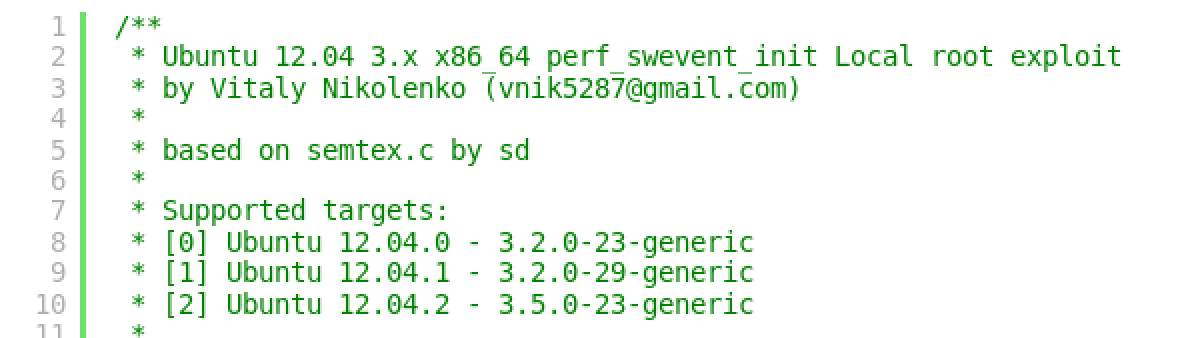 1 /**
2 * Ubuntu 12.04 3.x x86_64 perf_swevent_init Local root exploit
3 * by Vitaly Nikolenko (vnik5287@gmail.com)
4 *
5 * based on semtex.c by sd
6 *
7 * Supported targets:
8 * [0] Ubuntu 12.04.0 - 3.2.0-23-generic
9 * [1] Ubuntu 12.04.1 - 3.2.0-29-generic
10 * [2] Ubuntu 12.04.2 - 3.5.0-23-generic
11 *